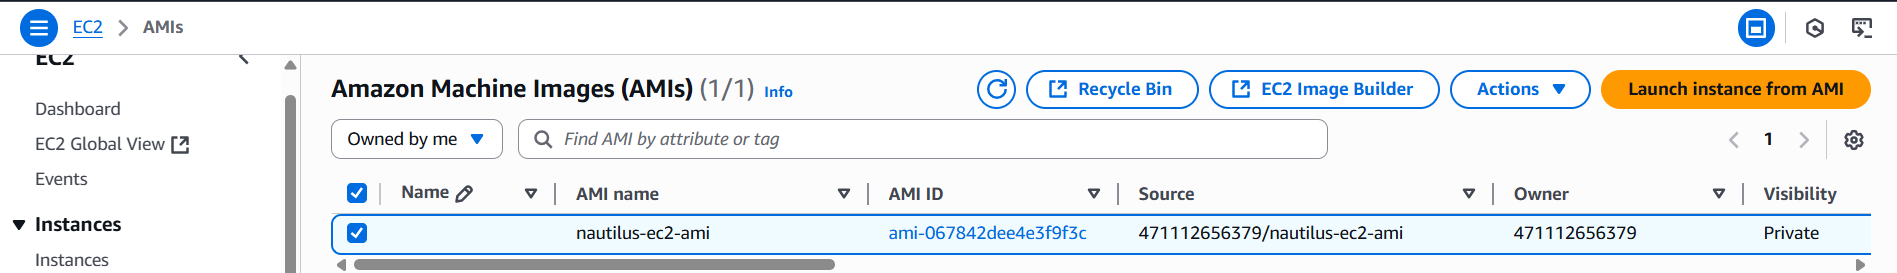 EC2 > AMIs
EC2
Dashboard
EC2 Global View
Events
Instances
Instances
Amazon Machine Images (AMIs) (1/1) Info
Recycle Bin
EC2 Image Builder
Actions
Launch instance from AMI
Owned by me
Find AMI by attribute or tag
1
Name AMI name AMI ID Source Owner Visibility
nautilus-ec2-ami ami-067842dee4e3f9f3c 471112656379/nautilus-ec2-ami 471112656379 Private